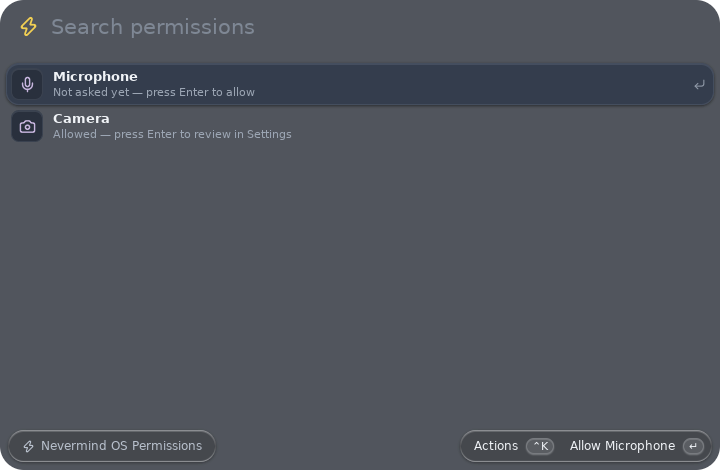 Search permissions
Microphone
Not asked yet — press Enter to allow
Camera
Allowed — press Enter to review in Settings
Nevermind OS Permissions
Actions ^K Allow Microphone ↵